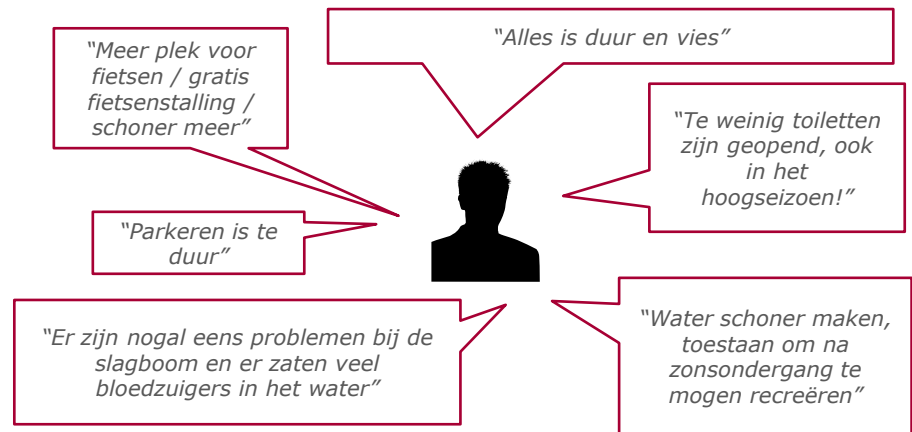 “Alles is duur en vies”
“Meer plek voor
fietsen / gratis
fietsenstalling /
schoner meer”
“Te weinig toiletten
zijn geopend, ook
in het
hoogseizoen!”
“Parkeren is te
duur”
“Er zijn nogal eens problemen bij de
slagboom en er zaten veel
bloedzuigers in het water”
“Water schoner maken,
toestaan om na
zonsondergang te
mogen recreëren”